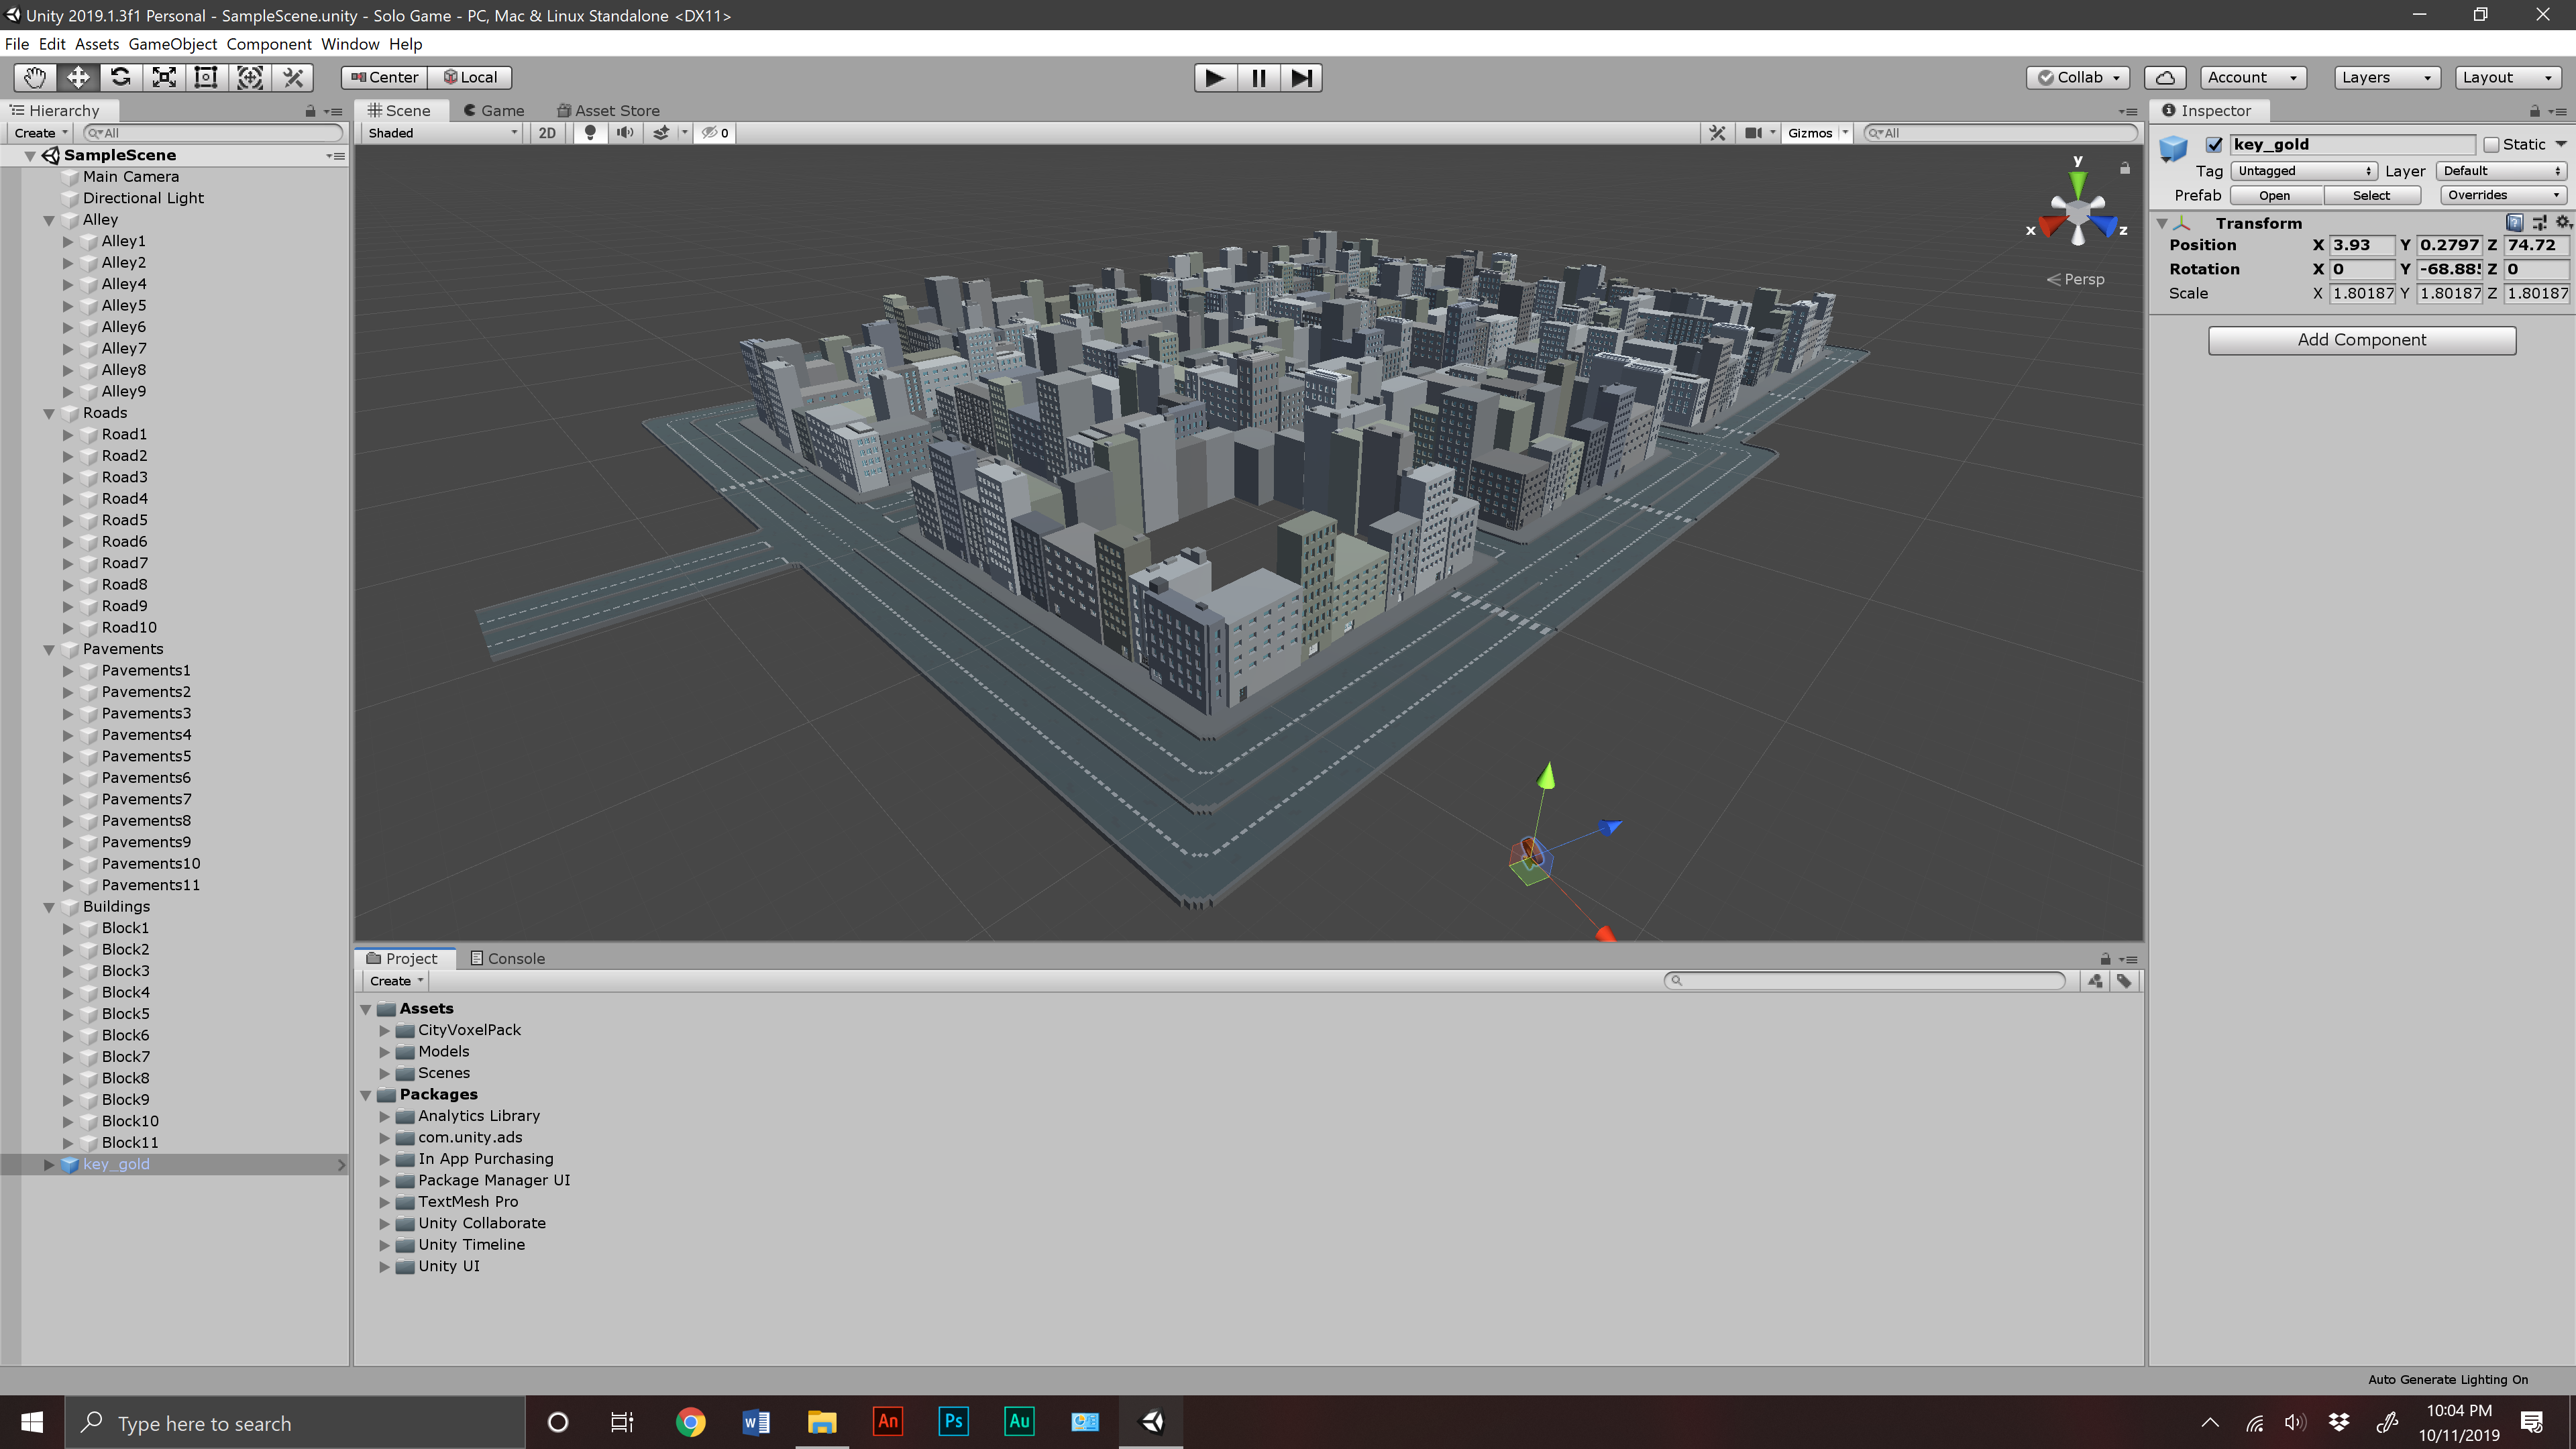 Unity 2019.1.3f1 Personal - SampleScene.unity - Solo Game - PC, Mac & Linux Standalone <DX11>
File Edit Assets GameObject Component Window Help
Center Local
Collab Account Layers Layout
Hierarchy
Create All
SampleScene
Main Camera
Directional Light
Alley
Alley1
Alley2
Alley4
Alley5
Alley6
Alley7
Alley8
Alley9
Roads
Road1
Road2
Road3
Road4
Road5
Road6
Road7
Road8
Road9
Road10
Pavements
Pavements1
Pavements2
Pavements3
Pavements4
Pavements5
Pavements6
Pavements7
Pavements8
Pavements9
Pavements10
Pavements11
Buildings
Block1
Block2
Block3
Block4
Block5
Block6
Block7
Block8
Block9
Block10
Block11
key_gold
Scene Game Asset Store
Shaded 2D 0 Gizmos All
y
x z
Persp
Project Console
Create
Assets
CityVoxelPack
Models
Scenes
Packages
Analytics Library
com.unity.ads
In App Purchasing
Package Manager UI
TextMesh Pro
Unity Collaborate
Unity Timeline
Unity UI
Inspector
key_gold Static
Tag Untagged Layer Default
Prefab Open Select Overrides
Transform
Position X 3.93 Y 0.2797 Z 74.72
Rotation X 0 Y -68.88 Z 0
Scale X 1.80187 Y 1.80187 Z 1.80187
Add Component
Auto Generate Lighting On
Type here to search
An Ps Au
10:04 PM
10/11/2019